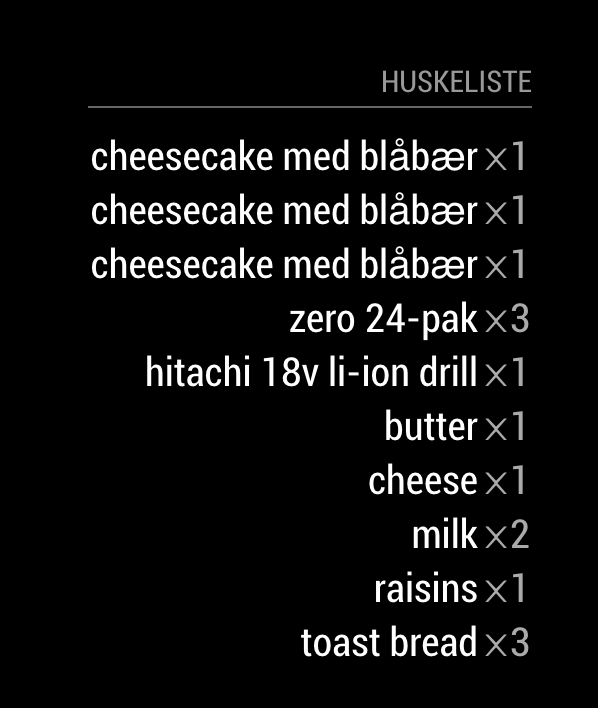 HUSKELISTE
cheesecake med blåbær ×1
cheesecake med blåbær ×1
cheesecake med blåbær ×1
zero 24-pak ×3
hitachi 18v li-ion drill ×1
butter ×1
cheese ×1
milk ×2
raisins ×1
toast bread ×3